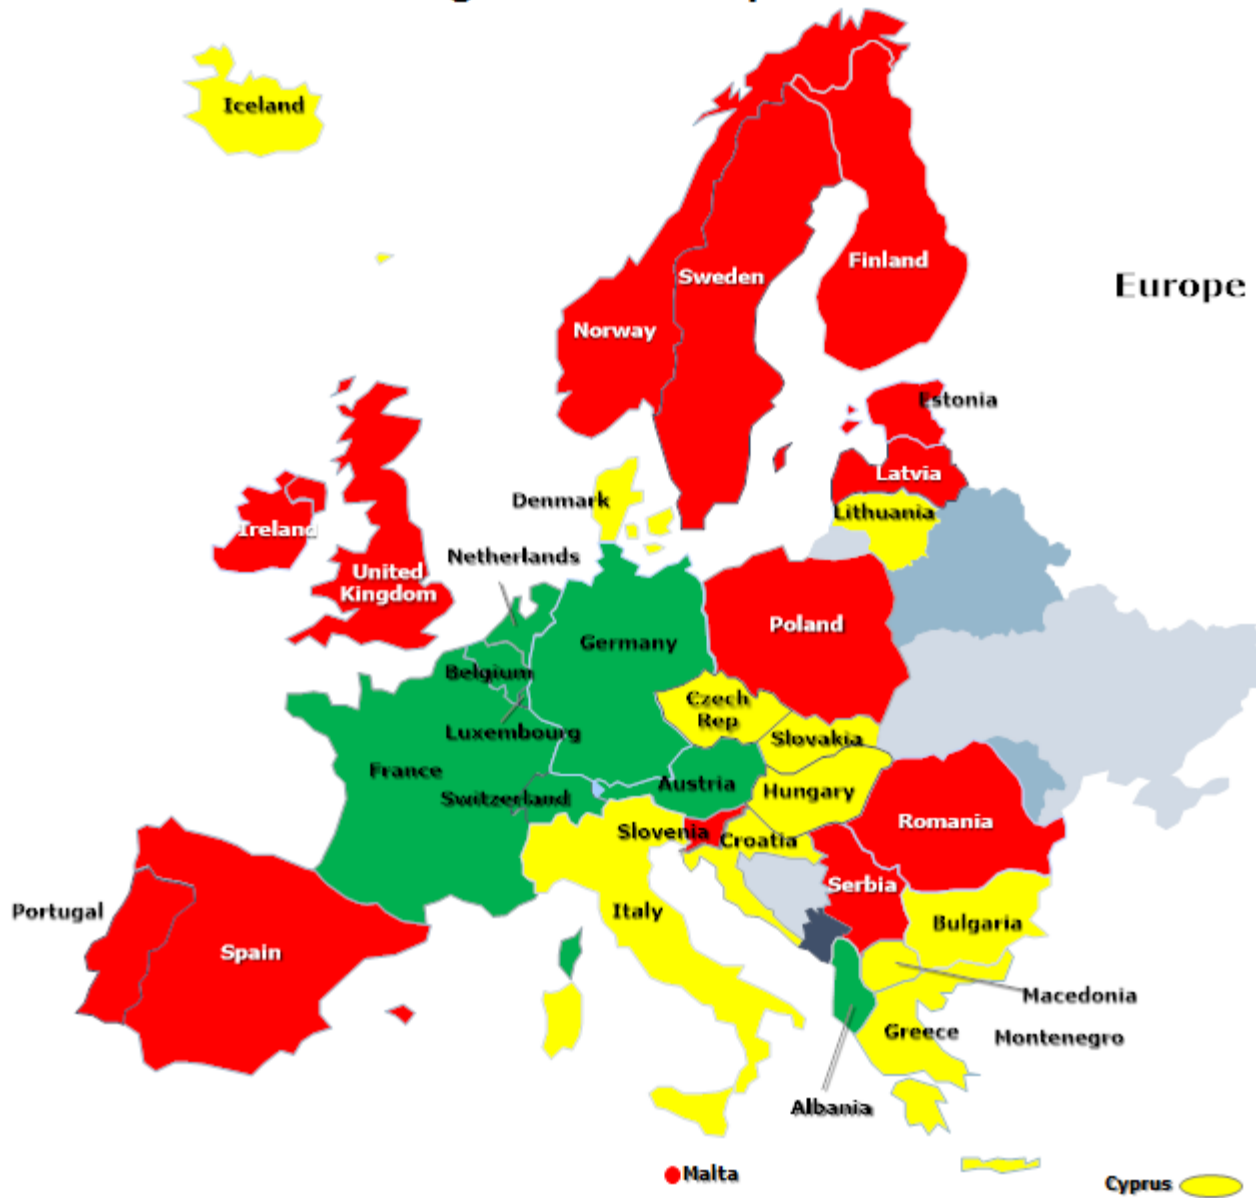 Iceland
Europe
Finland
Sweden
Norway
Estonia
Latvia
Denmark
Lithuania
Ireland
Netherlands
United
Kingdom
Poland
Germany
Belgium
Czech
Rep
Luxembourg
Slovakia
France
Austria
Hungary
Switzerland
Romania
Slovenia
Croatia
Serbia
Portugal
Italy
Bulgaria
Spain
Macedonia
Greece
Montenegro
Albania
Malta
Cyprus